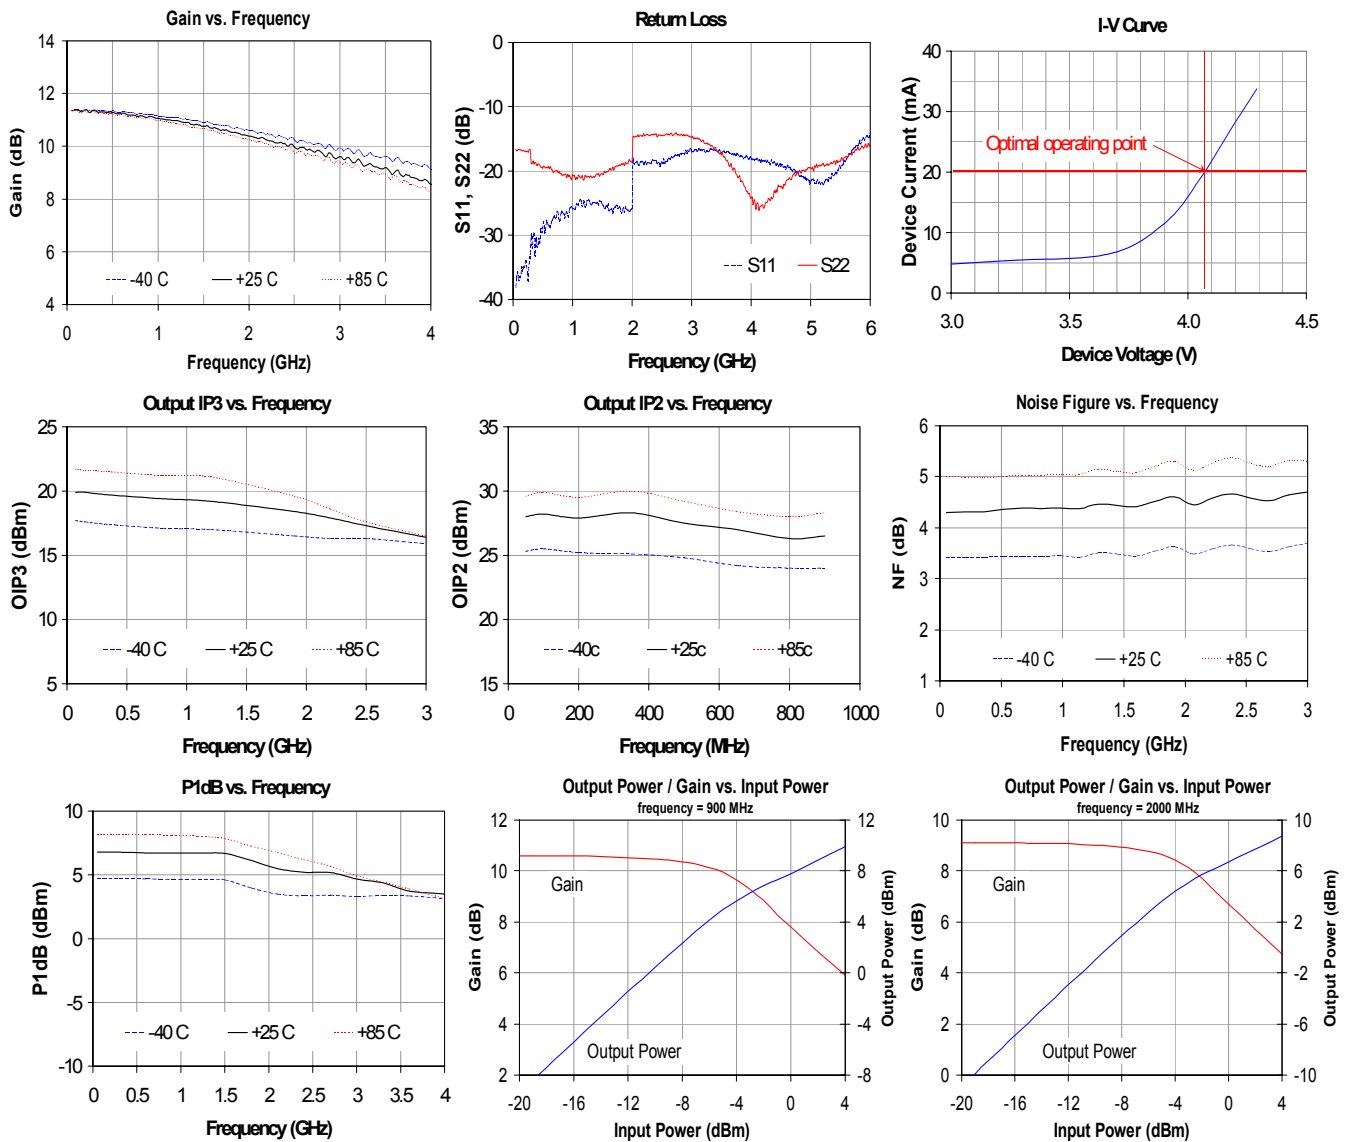 Gain vs. Frequency
14
12
10
8
6
4
Gain (dB)
-40 C
+25 C
+85 C
0
1
2
3
4
Frequency (GHz)
Return Loss
0
-10
-20
-30
-40
S11, S22 (dB)
S11
S22
0
1
2
3
4
5
6
Frequency (GHz)
I-V Curve
40
30
20
10
0
Device Current (mA)
Optimal operating point
3.0
3.5
4.0
4.5
Device Voltage (V)
Output IP3 vs. Frequency
25
20
15
10
5
OIP3 (dBm)
-40 C
+25 C
+85 C
0
0.5
1
1.5
2
2.5
3
Frequency (GHz)
Output IP2 vs. Frequency
35
30
25
20
15
OIP2 (dBm)
-40c
+25c
+85c
0
200
400
600
800
1000
Frequency (MHz)
Noise Figure vs. Frequency
6
5
4
3
2
1
NF (dB)
-40 C
+25 C
+85 C
0
0.5
1
1.5
2
2.5
3
Frequency (GHz)
P1dB vs. Frequency
10
5
0
-5
-10
P1dB (dBm)
-40 C
+25 C
+85 C
0
0.5
1
1.5
2
2.5
3
3.5
4
Frequency (GHz)
Output Power / Gain vs. Input Power
frequency = 900 MHz
12
10
8
6
4
2
Gain (dB)
Gain
Output Power
12
8
4
0
-4
-8
Output Power (dBm)
-20
-16
-12
-8
-4
0
4
Input Power (dBm)
Output Power / Gain vs. Input Power
frequency = 2000 MHz
10
8
6
4
2
0
Gain (dB)
Gain
Output Power
10
6
2
-2
-6
-10
Output Power (dBm)
-20
-16
-12
-8
-4
0
4
Input Power (dBm)